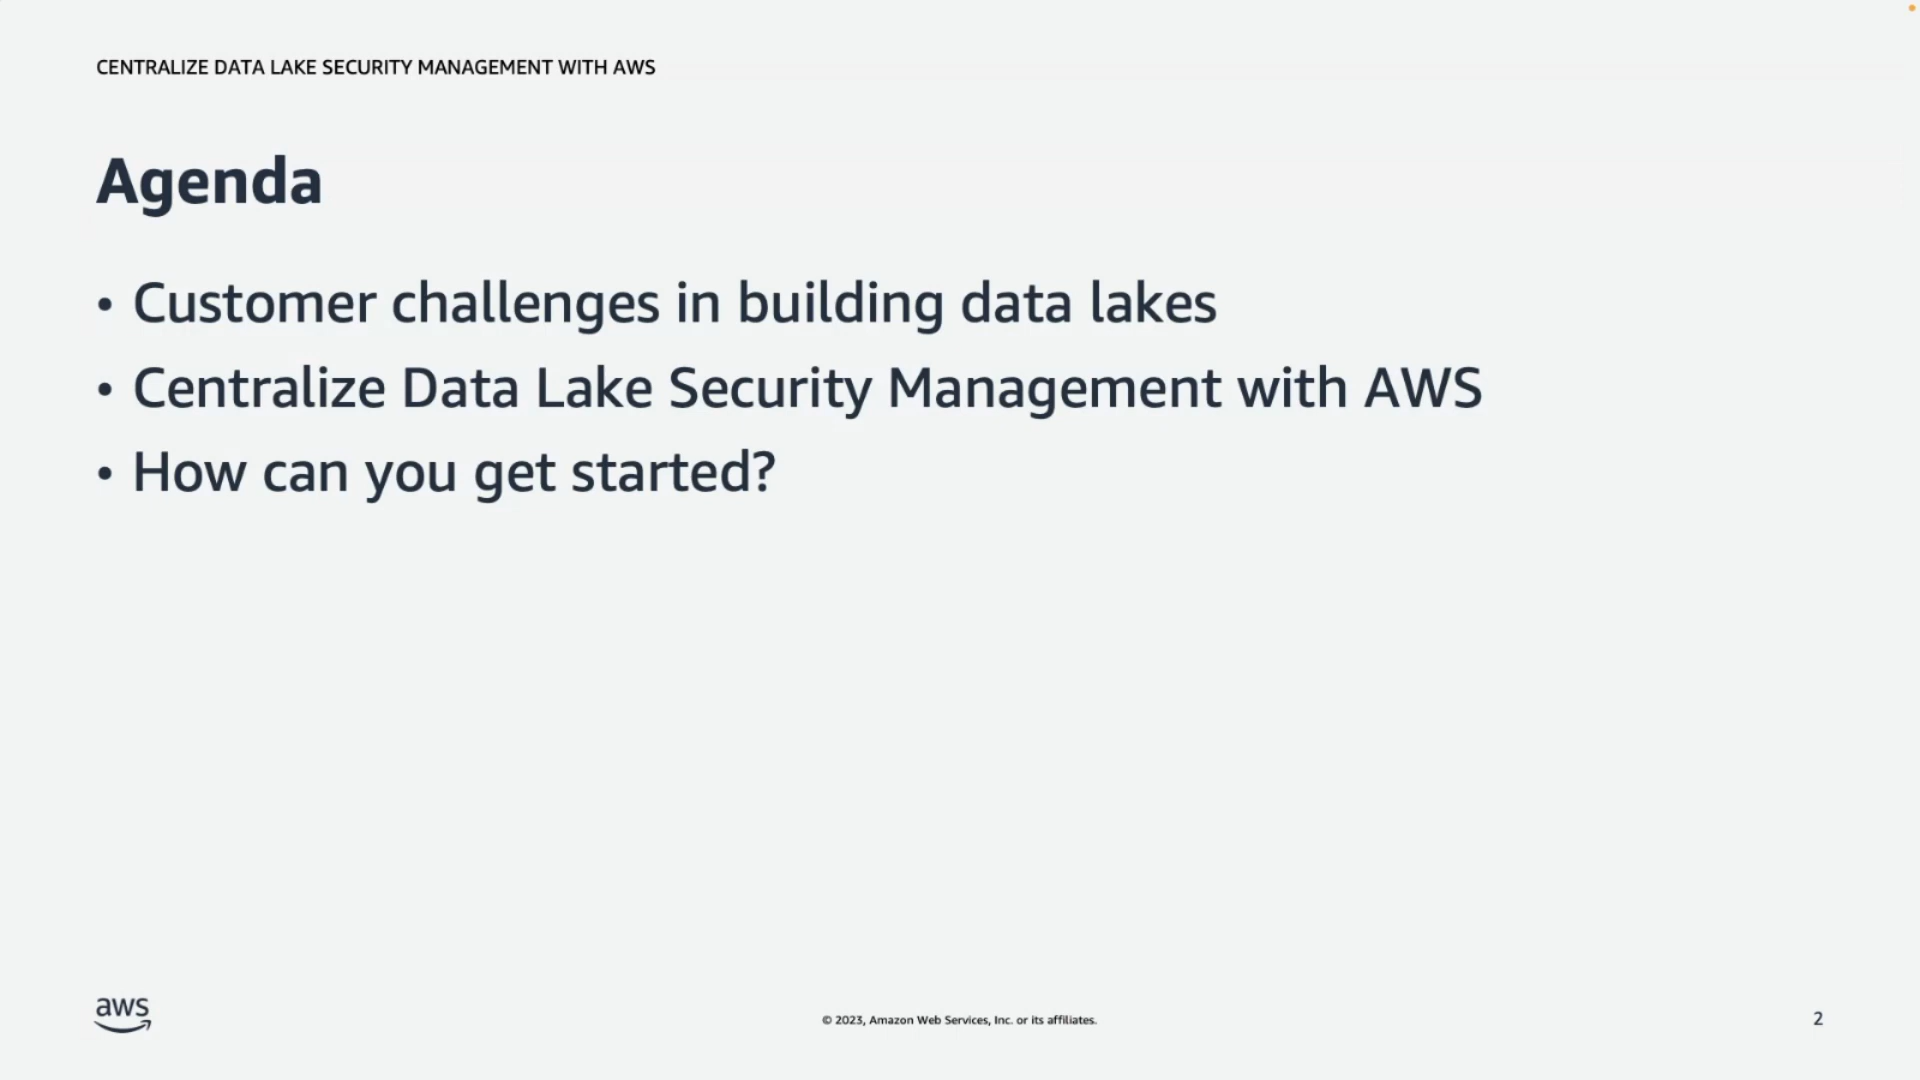 CENTRALIZE DATA LAKE SECURITY MANAGEMENT WITH AWS
Agenda
• Customer challenges in building data lakes
• Centralize Data Lake Security Management with AWS
• How can you get started?
aws
© 2023, Amazon Web Services, Inc. or its affiliates.
2